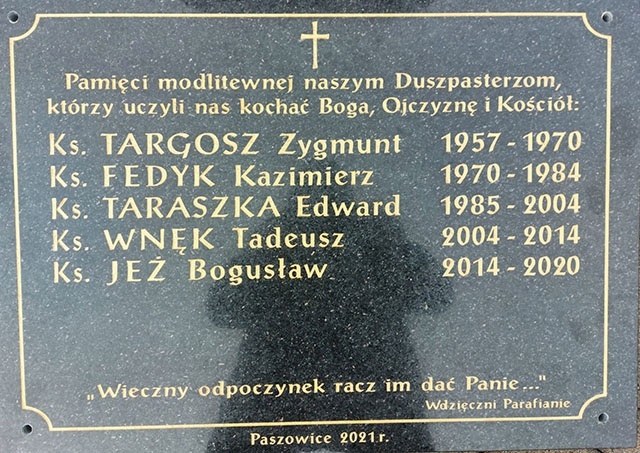 Pamięci modlitewnej naszym Duszpasterzom,
którzy uczyli nas kochać Boga, Ojczyznę i Kościół:
Ks. TARGOSZ Zygmunt 1957 - 1970
Ks. FEDYK Kazimierz 1970 - 1984
Ks. TARASZKA Edward 1985 - 2004
Ks. WNĘK Tadeusz 2004 - 2014
Ks. JEŻ Bogusław 2014 - 2020
„Wieczny odpoczynek racz im dać Panie..."
Wdzięczni Parafianie
Paszowice 2021 r.